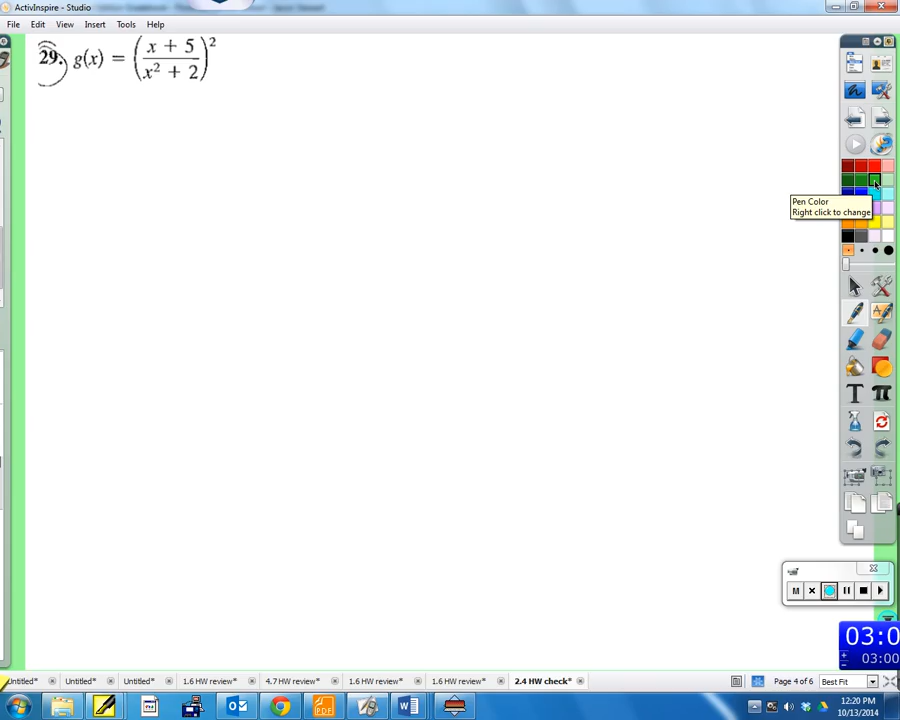 ActivInspire - Studio
File Edit View Insert Tools Help
29. g(x) = ( x + 5 / x² + 2 )²
Pen Color
Right click to change
T π
M
03:0
03:00
Untitled* Untitled* Untitled* 1.6 HW review* 4.7 HW review* 1.6 HW review* 1.6 HW review* 2.4 HW check* Page 4 of 6 Best Fit
12:20 PM
10/13/2014